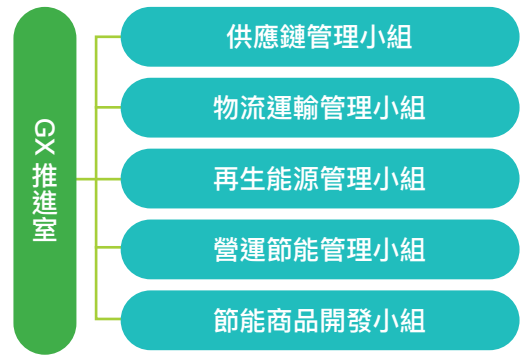 GX 推進室
供應鏈管理小組
物流運輸管理小組
再生能源管理小組
營運節能管理小組
節能商品開發小組